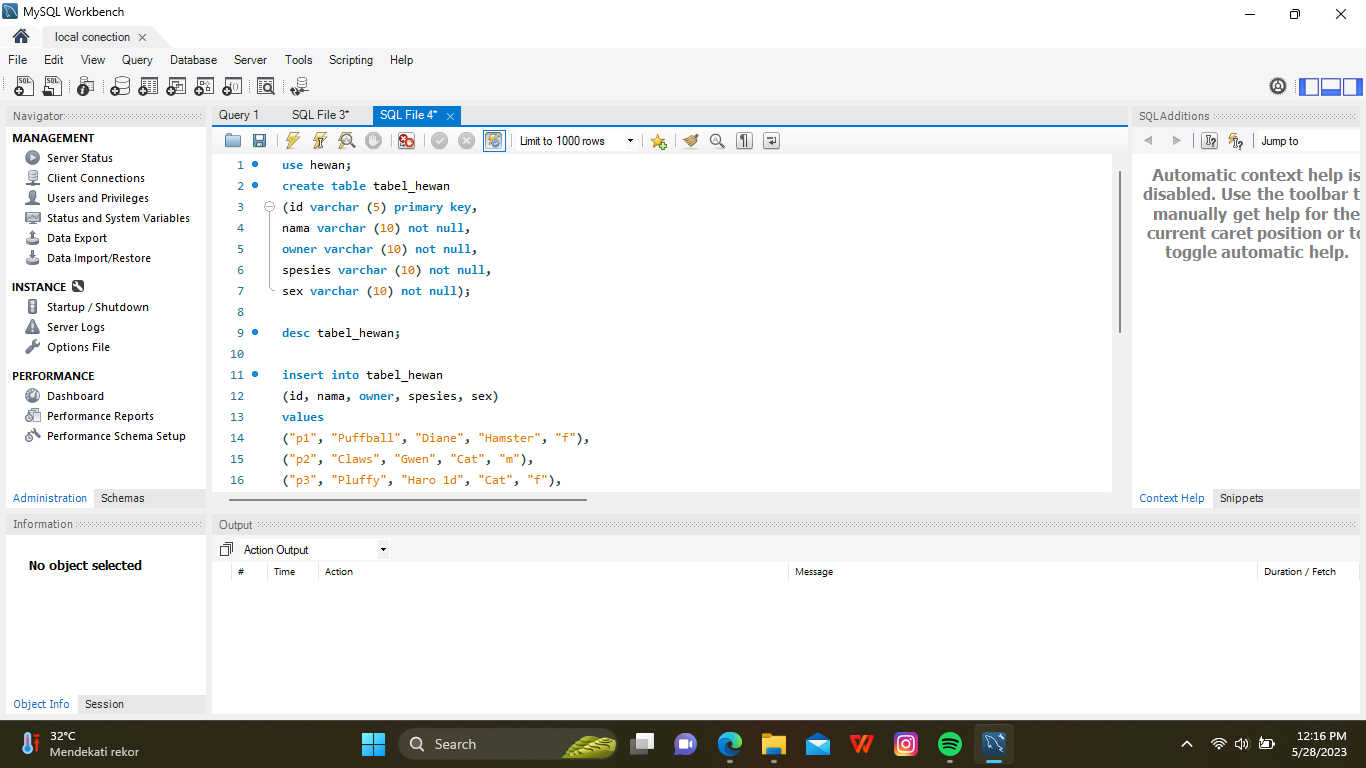 MySQL Workbench
local conection
File Edit View Query Database Server Tools Scripting Help
Navigator
MANAGEMENT
Server Status
Client Connections
Users and Privileges
Status and System Variables
Data Export
Data Import/Restore
INSTANCE
Startup / Shutdown
Server Logs
Options File
PERFORMANCE
Dashboard
Performance Reports
Performance Schema Setup
Administration Schemas
Information
No object selected
Object Info Session
Query 1 SQL File 3* SQL File 4*
Limit to 1000 rows
1 use hewan;
2 create table tabel_hewan
3 (id varchar (5) primary key,
4 nama varchar (10) not null,
5 owner varchar (10) not null,
6 spesies varchar (10) not null,
7 sex varchar (10) not null);
8
9 desc tabel_hewan;
10
11 insert into tabel_hewan
12 (id, nama, owner, spesies, sex)
13 values
14 ("p1", "Puffball", "Diane", "Hamster", "f"),
15 ("p2", "Claws", "Gwen", "Cat", "m"),
16 ("p3", "Pluffy", "Haro 1d", "Cat", "f"),
SQLAdditions
Jump to
Automatic context help is
disabled. Use the toolbar t
manually get help for the
current caret position or to
toggle automatic help.
Context Help Snippets
Output
Action Output
# Time Action Message Duration / Fetch
32°C
Mendekati rekor
Search
12:16 PM
5/28/2023